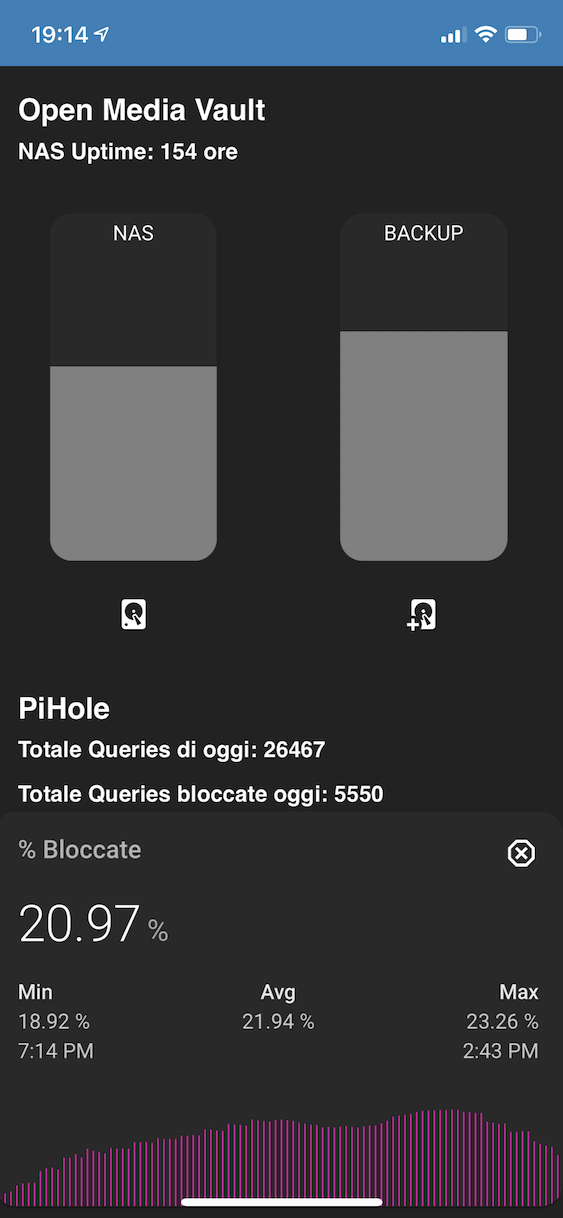 19:14
Open Media Vault
NAS Uptime: 154 ore
NAS BACKUP
PiHole
Totale Queries di oggi: 26467
Totale Queries bloccate oggi: 5550
% Bloccate
20.97 %
Min Avg Max
18.92 % 21.94 % 23.26 %
7:14 PM 2:43 PM